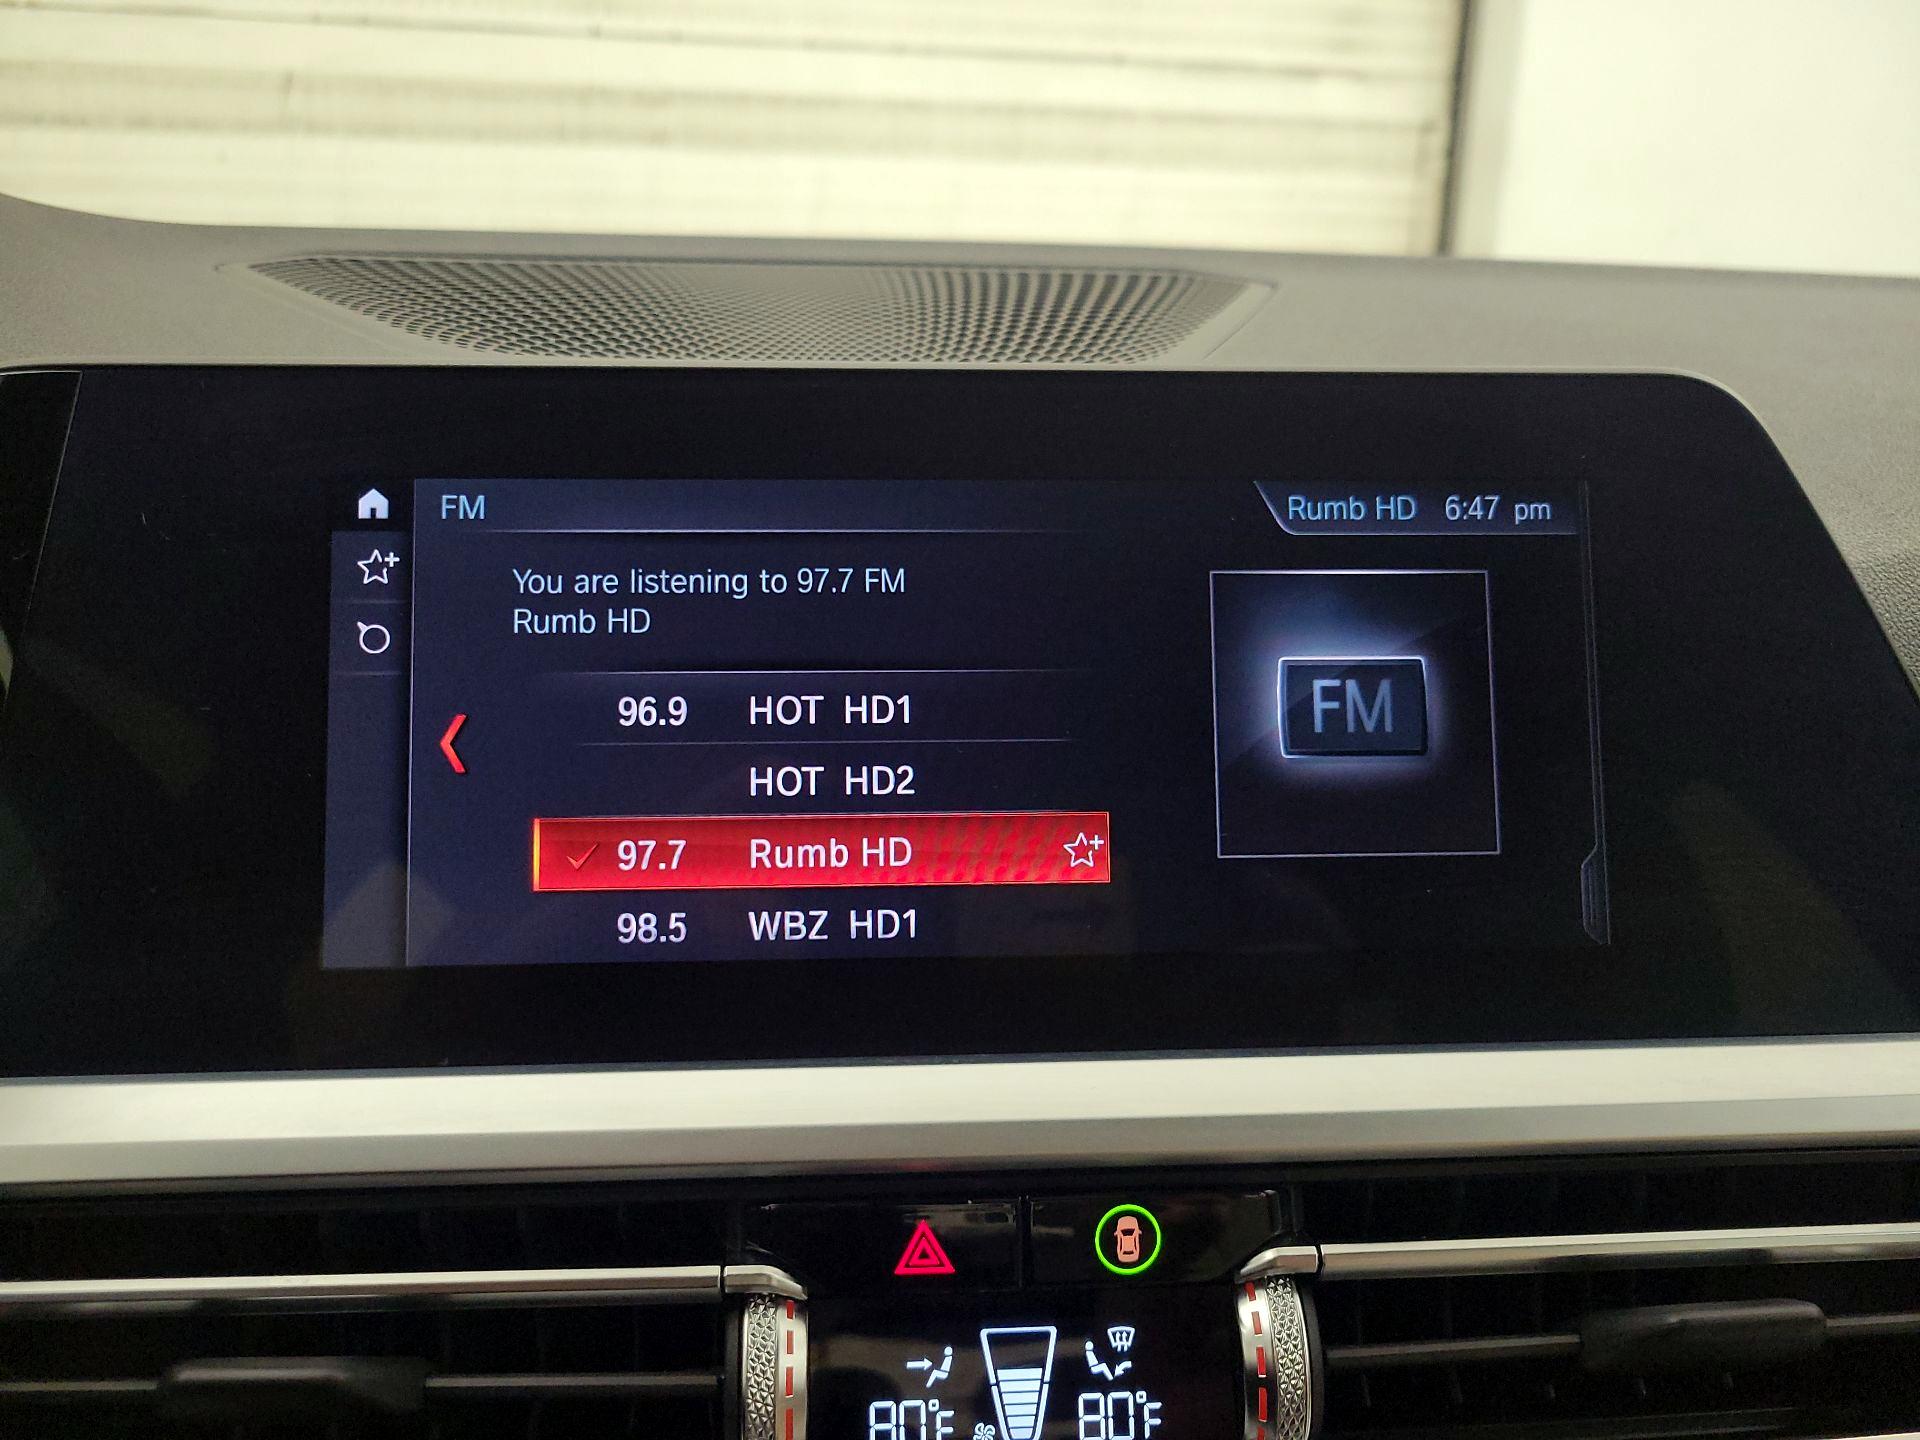 FM
Rumb HD 6:47 pm
You are listening to 97.7 FM
Rumb HD
96.9 HOT HD1
HOT HD2
97.7 Rumb HD
98.5 WBZ HD1
FM
80°F 80°F